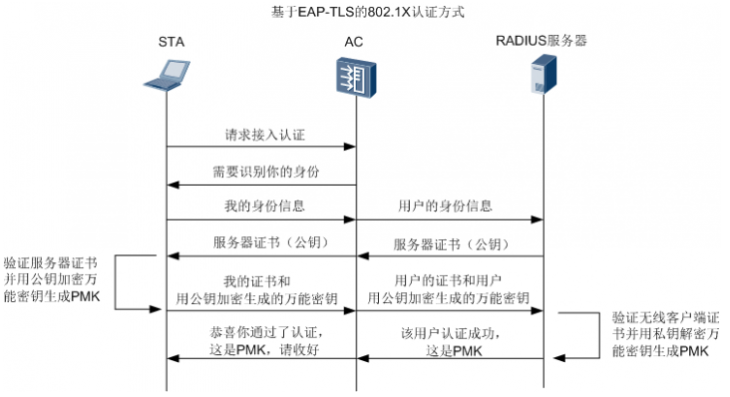 基于EAP-TLS的802.1X认证方式
STA
AC
RADIUS服务器
请求接入认证
需要识别你的身份
我的身份信息
用户的身份信息
服务器证书（公钥）
服务器证书（公钥）
验证服务器证书
并用公钥加密万
能密钥生成PMK
我的证书和
用公钥加密生成的万能密钥
用户的证书和用户
用公钥加密生成的万能密钥
验证无线客户端证
书并用私钥解密万
能密钥生成PMK
恭喜你通过了认证，
这是PMK，请收好
该用户认证成功，
这是PMK